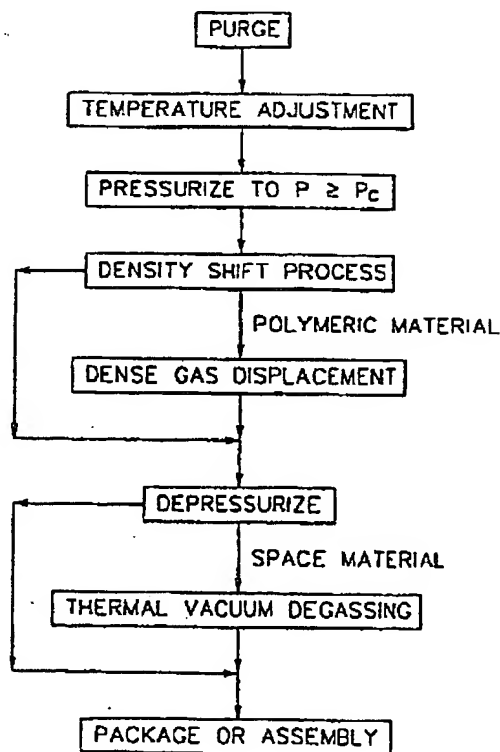 PURGE
TEMPERATURE ADJUSTMENT
PRESSURIZE TO P ≥ Pc
DENSITY SHIFT PROCESS
POLYMERIC MATERIAL
DENSE GAS DISPLACEMENT
DEPRESSURIZE
SPACE MATERIAL
THERMAL VACUUM DEGASSING
PACKAGE OR ASSEMBLY